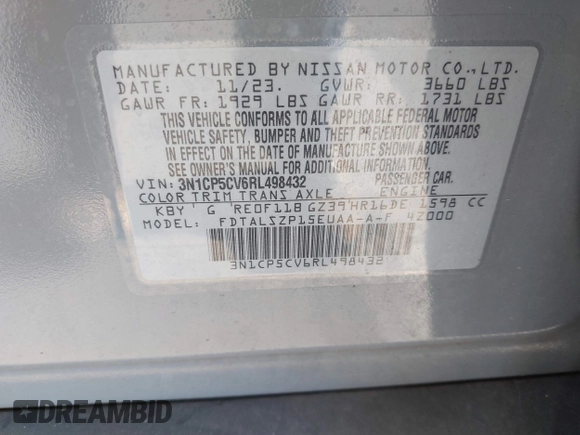 MANUFACTURED BY NISSAN MOTOR CO.,LTD.
DATE: 11/23. GVWR: 3660 LBS
GAWR FR: 1929 LBS GAWR RR: 1731 LBS
THIS VEHICLE CONFORMS TO ALL APPLICABLE FEDERAL MOTOR
VEHICLE SAFETY, BUMPER AND THEFT PREVENTION STANDARDS
IN EFFECT ON THE DATE OF MANUFACTURE SHOWN ABOVE.
SEE OWNER'S MANUAL FOR MORE INFORMATION.
VIN: 3N1CP5CV6RL498432 PASSENGER CAR.
COLOR TRIM TRANS AXLE ENGINE
KBY G RE0F11B GZ39 HR16DE 1598 CC
MODEL FDTALSZP15EUAA-A-F 4Z000
3N1CP5CV6RL498432
DREAMBID